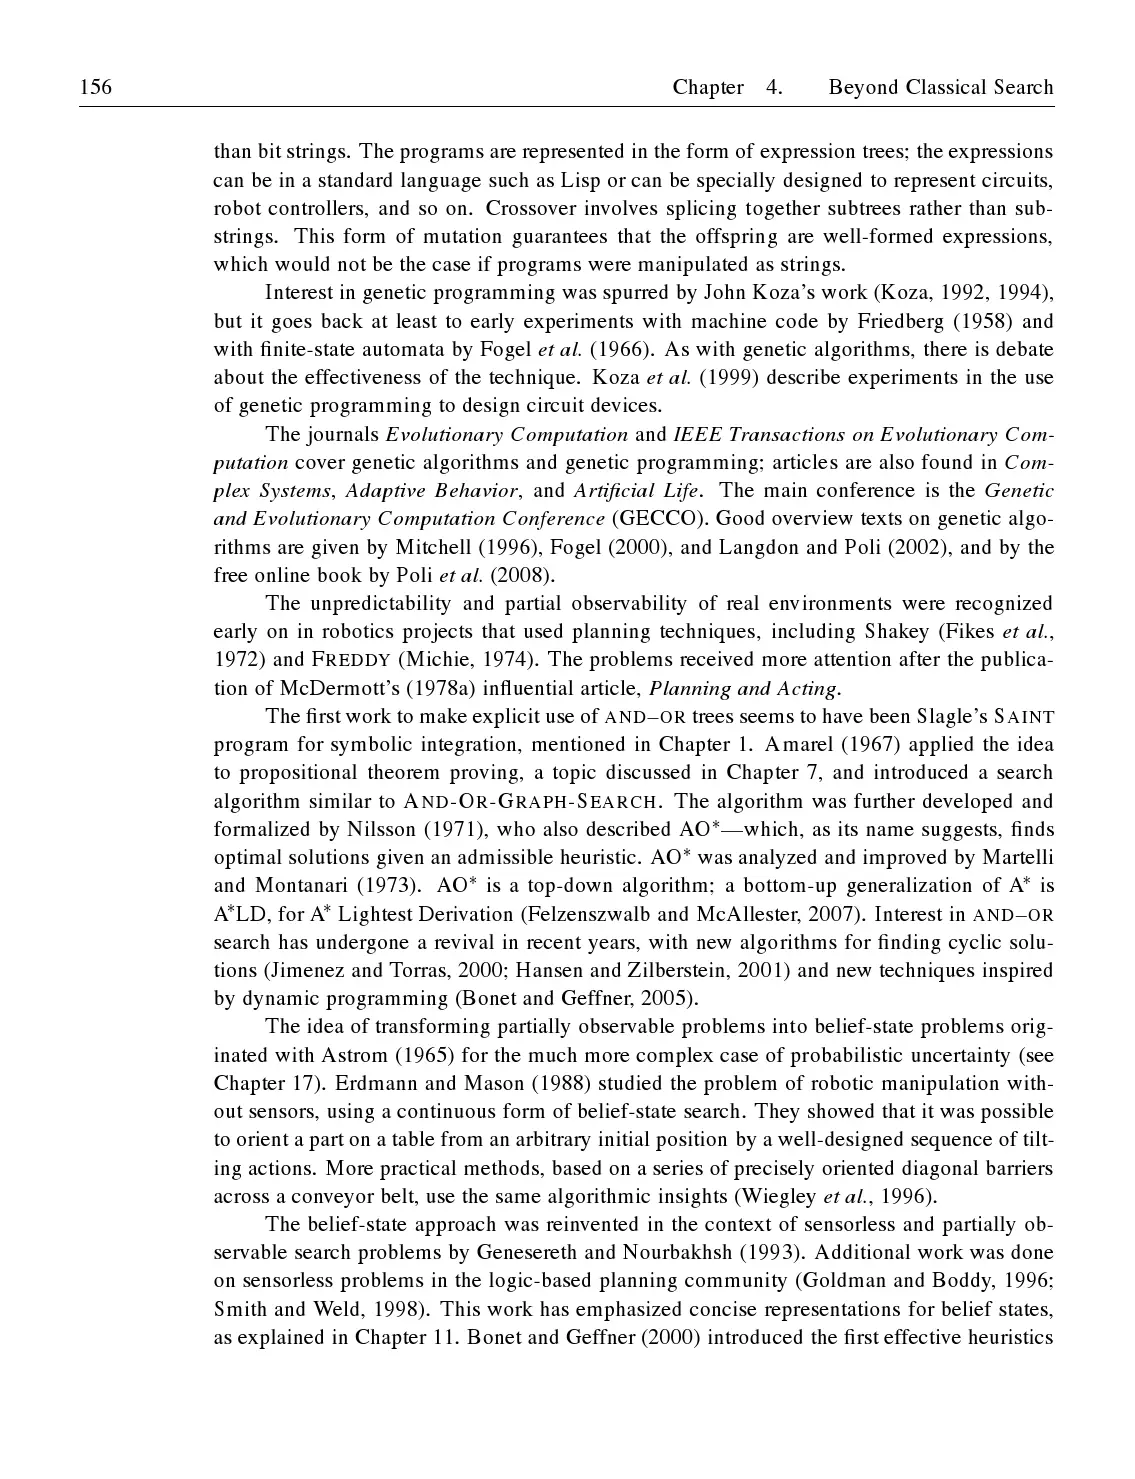 156 Chapter 4. Beyond Classical Search
than bit strings. The programs are represented in the form of expression trees; the expressions
can be in a standard language such as Lisp or can be specially designed to represent circuits,
robot controllers, and so on. Crossover involves splicing together subtrees rather than sub-
strings. This form of mutation guarantees that the offspring are well-formed expressions,
which would not be the case if programs were manipulated as strings.
Interest in genetic programming was spurred by John Koza's work (Koza, 1992, 1994),
but it goes back at least to early experiments with machine code by Friedberg (1958) and
with finite-state automata by Fogel et al. (1966). As with genetic algorithms, there is debate
about the effectiveness of the technique. Koza et al. (1999) describe experiments in the use
of genetic programming to design circuit devices.
The journals Evolutionary Computation and IEEE Transactions on Evolutionary Com-
putation cover genetic algorithms and genetic programming; articles are also found in Com-
plex Systems, Adaptive Behavior, and Artificial Life. The main conference is the Genetic
and Evolutionary Computation Conference (GECCO). Good overview texts on genetic algo-
rithms are given by Mitchell (1996), Fogel (2000), and Langdon and Poli (2002), and by the
free online book by Poli et al. (2008).
The unpredictability and partial observability of real environments were recognized
early on in robotics projects that used planning techniques, including Shakey (Fikes et al.,
1972) and FREDDY (Michie, 1974). The problems received more attention after the publica-
tion of McDermott's (1978a) influential article, Planning and Acting.
The first work to make explicit use of AND–OR trees seems to have been Slagle's SAINT
program for symbolic integration, mentioned in Chapter 1. Amarel (1967) applied the idea
to propositional theorem proving, a topic discussed in Chapter 7, and introduced a search
algorithm similar to AND-OR-GRAPH-SEARCH. The algorithm was further developed and
formalized by Nilsson (1971), who also described AO*—which, as its name suggests, finds
optimal solutions given an admissible heuristic. AO* was analyzed and improved by Martelli
and Montanari (1973). AO* is a top-down algorithm; a bottom-up generalization of A* is
A*LD, for A* Lightest Derivation (Felzenszwalb and McAllester, 2007). Interest in AND–OR
search has undergone a revival in recent years, with new algorithms for finding cyclic solu-
tions (Jimenez and Torras, 2000; Hansen and Zilberstein, 2001) and new techniques inspired
by dynamic programming (Bonet and Geffner, 2005).
The idea of transforming partially observable problems into belief-state problems orig-
inated with Astrom (1965) for the much more complex case of probabilistic uncertainty (see
Chapter 17). Erdmann and Mason (1988) studied the problem of robotic manipulation with-
out sensors, using a continuous form of belief-state search. They showed that it was possible
to orient a part on a table from an arbitrary initial position by a well-designed sequence of tilt-
ing actions. More practical methods, based on a series of precisely oriented diagonal barriers
across a conveyor belt, use the same algorithmic insights (Wiegley et al., 1996).
The belief-state approach was reinvented in the context of sensorless and partially ob-
servable search problems by Genesereth and Nourbakhsh (1993). Additional work was done
on sensorless problems in the logic-based planning community (Goldman and Boddy, 1996;
Smith and Weld, 1998). This work has emphasized concise representations for belief states,
as explained in Chapter 11. Bonet and Geffner (2000) introduced the first effective heuristics